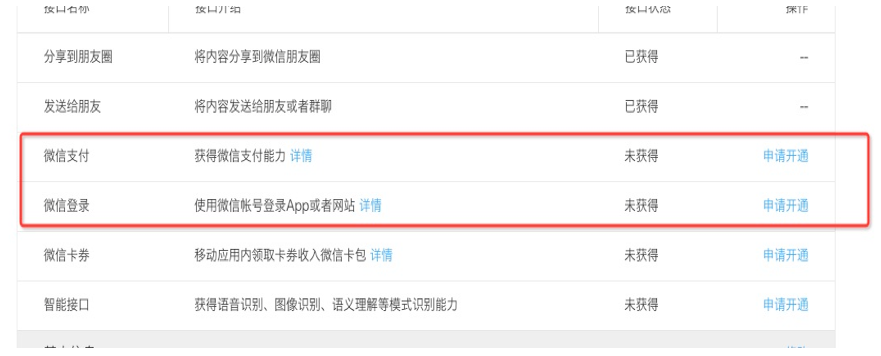 接口名称 接口介绍 接口状态 操作
分享到朋友圈 将内容分享到微信朋友圈 已获得 --
发送给朋友 将内容发送给朋友或者群聊 已获得 --
微信支付 获得微信支付能力 详情 未获得 申请开通
微信登录 使用微信帐号登录App或者网站 详情 未获得 申请开通
微信卡券 移动应用内领取卡券收入微信卡包 详情 未获得 申请开通
智能接口 获得语音识别、图像识别、语义理解等模式识别能力 未获得 申请开通